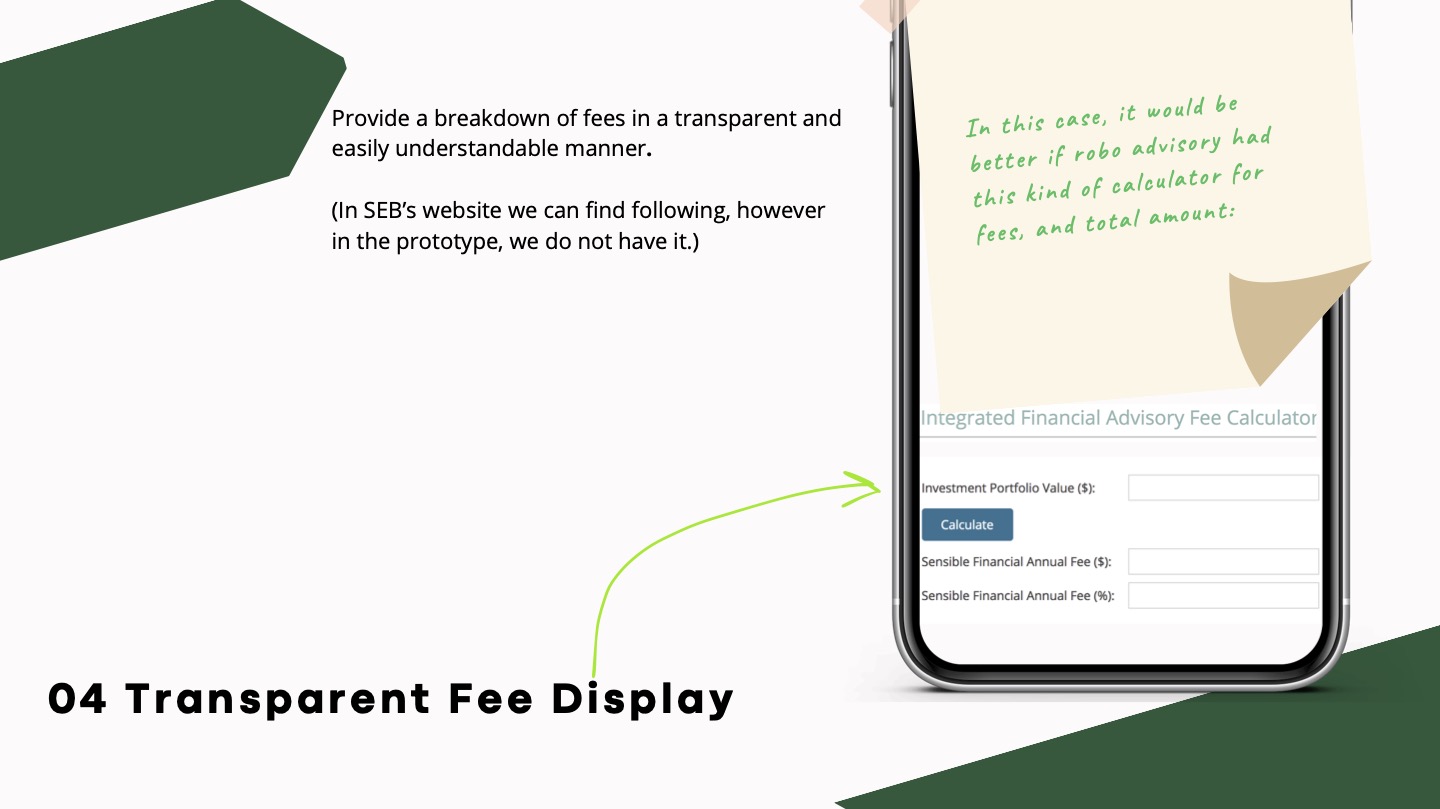 Provide a breakdown of fees in a transparent and
easily understandable manner.
(In SEB’s website we can find following, however
in the prototype, we do not have it.)
In this case, it would be
better if robo advisory had
this kind of calculator for
fees, and total amount:
Integrated Financial Advisory Fee Calculator
Investment Portfolio Value ($):
Calculate
Sensible Financial Annual Fee ($):
Sensible Financial Annual Fee (%):
04 Transparent Fee Display